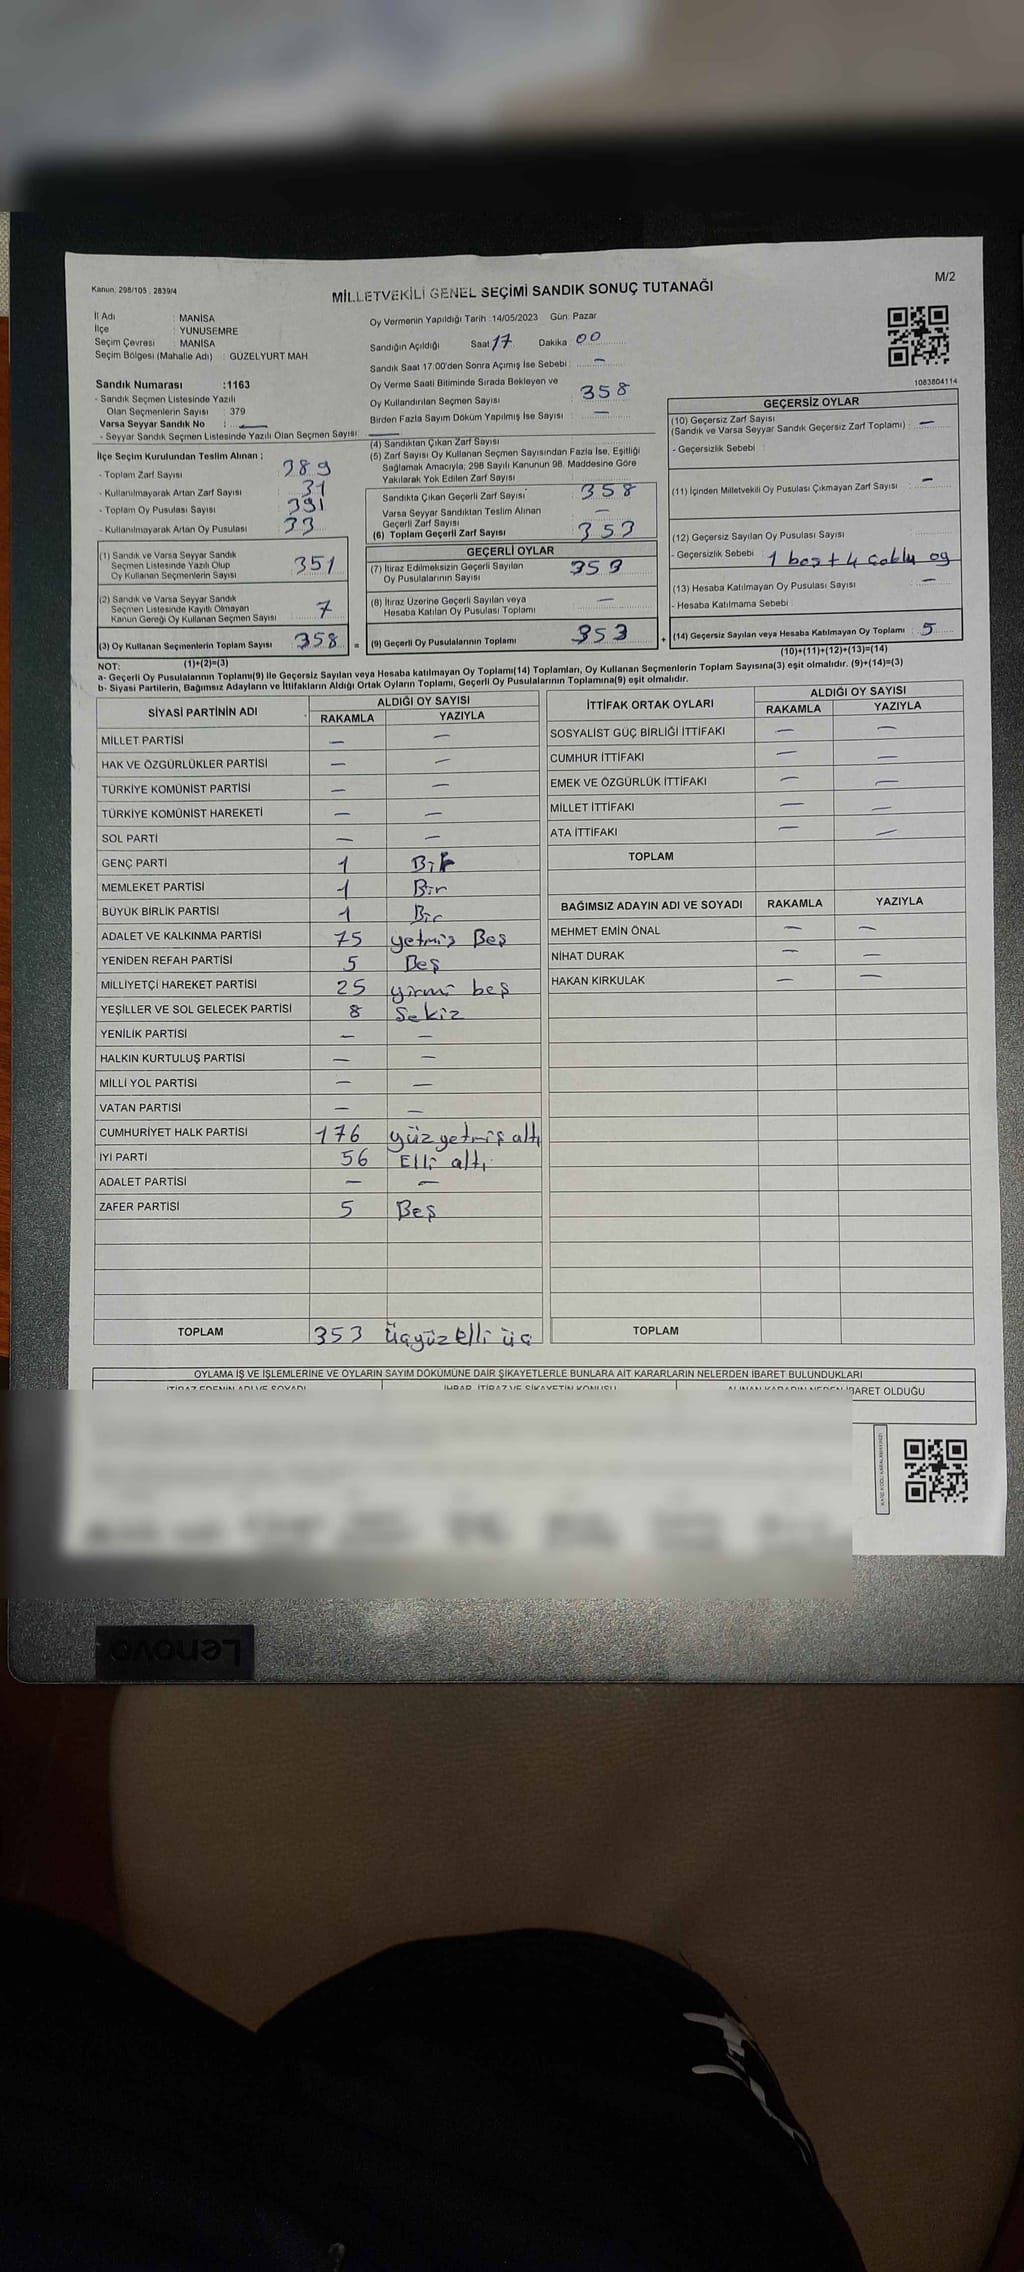 Kanun: 298/105 . 2839/4
M/2
MİLLETVEKİLİ GENEL SEÇİMİ SANDIK SONUÇ TUTANAĞI
İl Adı : MANİSA
İlçe : YUNUSEMRE
Seçim Çevresi : MANİSA
Seçim Bölgesi (Mahalle Adı) : GÜZELYURT MAH
Sandık Numarası :1163
- Sandık Seçmen Listesinde Yazılı
Olan Seçmenlerin Sayısı : 379
Varsa Seyyar Sandık No : —
- Seyyar Sandık Seçmen Listesinde Yazılı Olan Seçmen Sayısı: —
İlçe Seçim Kurulundan Teslim Alınan ;
- Toplam Zarf Sayısı 389
- Kullanılmayarak Artan Zarf Sayısı 31
- Toplam Oy Pusulası Sayısı 391
- Kullanılmayarak Artan Oy Pusulası 33
(1) Sandık ve Varsa Seyyar Sandık
Seçmen Listesinde Yazılı Olup
Oy Kullanan Seçmenlerin Sayısı 351
(2) Sandık ve Varsa Seyyar Sandık
Seçmen Listesinde Kayıtlı Olmayan
Kanun Gereği Oy Kullanan Seçmen Sayısı 7
(3) Oy Kullanan Seçmenlerin Toplam Sayısı 358 =
Oy Vermenin Yapıldığı Tarih :14/05/2023 Gün: Pazar
Sandığın Açıldığı Saat 17 Dakika 00
Sandık Saat 17:00'den Sonra Açımış İse Sebebi : —
Oy Verme Saati Bitiminde Sırada Bekleyen ve
Oy Kullandırılan Seçmen Sayısı 358
Birden Fazla Sayım Döküm Yapılmış İse Sayısı : —
(4) Sandıktan Çıkan Zarf Sayısı
(5) Zarf Sayısı Oy Kullanan Seçmen Sayısından Fazla İse, Eşitliği
Sağlamak Amacıyla; 298 Sayılı Kanunun 98. Maddesine Göre
Yakılarak Yok Edilen Zarf Sayısı
Sandıkta Çıkan Geçerli Zarf Sayısı 358
Varsa Seyyar Sandıktan Teslim Alınan
Geçerli Zarf Sayısı —
(6) Toplam Geçerli Zarf Sayısı 353
GEÇERLİ OYLAR
(7) İtiraz Edilmeksizin Geçerli Sayılan
Oy Pusulalarının Sayısı 353
(8) İtiraz Üzerine Geçerli Sayılan veya
Hesaba Katılan Oy Pusulası Toplamı —
(9) Geçerli Oy Pusulalarının Toplamı 353 +
1083804114
GEÇERSİZ OYLAR
(10) Geçersiz Zarf Sayısı
(Sandık ve Varsa Seyyar Sandık Geçersiz Zarf Toplamı) : —
- Geçersizlik Sebebi :
(11) İçinden Milletvekili Oy Pusulası Çıkmayan Zarf Sayısı : —
(12) Geçersiz Sayılan Oy Pusulası Sayısı :
- Geçersizlik Sebebi : 1 boş + 4 çoklu oy
(13) Hesaba Katılmayan Oy Pusulası Sayısı : —
- Hesaba Katılmama Sebebi :
(14) Geçersiz Sayılan veya Hesaba Katılmayan Oy Toplamı : 5
(10)+(11)+(12)+(13)=(14)
NOT: (1)+(2)=(3)
a- Geçerli Oy Pusulalarının Toplamı(9) İle Geçersiz Sayılan veya Hesaba katılmayan Oy Toplamı(14) Toplamları, Oy Kullanan Seçmenlerin Toplam Sayısına(3) eşit olmalıdır. (9)+(14)=(3)
b- Siyasi Partilerin, Bağımsız Adayların ve İttifakların Aldığı Ortak Oyların Toplamı, Geçerli Oy Pusulalarının Toplamına(9) eşit olmalıdır.
SİYASİ PARTİNİN ADI ALDIĞI OY SAYISI
RAKAMLA YAZIYLA
MİLLET PARTİSİ — —
HAK VE ÖZGÜRLÜKLER PARTİSİ — —
TÜRKİYE KOMÜNİST PARTİSİ — —
TÜRKİYE KOMÜNİST HAREKETİ — —
SOL PARTİ — —
GENÇ PARTİ 1 Bir
MEMLEKET PARTİSİ 1 Bir
BÜYÜK BİRLİK PARTİSİ 1 Bir
ADALET VE KALKINMA PARTİSİ 75 yetmiş Beş
YENİDEN REFAH PARTİSİ 5 Beş
MİLLİYETÇİ HAREKET PARTİSİ 25 yirmi beş
YEŞİLLER VE SOL GELECEK PARTİSİ 8 Sekiz
YENİLİK PARTİSİ — —
HALKIN KURTULUŞ PARTİSİ — —
MİLLİ YOL PARTİSİ — —
VATAN PARTİSİ — —
CUMHURİYET HALK PARTİSİ 176 yüz yetmiş altı
İYİ PARTİ 56 Elli altı
ADALET PARTİSİ — —
ZAFER PARTİSİ 5 Beş
TOPLAM 353 Üçyüz elli üç
İTTİFAK ORTAK OYLARI ALDIĞI OY SAYISI
RAKAMLA YAZIYLA
SOSYALİST GÜÇ BİRLİĞİ İTTİFAKI — —
CUMHUR İTTİFAKI — —
EMEK VE ÖZGÜRLÜK İTTİFAKI — —
MİLLET İTTİFAKI — —
ATA İTTİFAKI — —
TOPLAM
BAĞIMSIZ ADAYIN ADI VE SOYADI RAKAMLA YAZIYLA
MEHMET EMİN ÖNAL — —
NİHAT DURAK — —
HAKAN KIRKULAK — —
TOPLAM
OYLAMA İŞ VE İŞLEMLERİNE VE OYLARIN SAYIM DÖKÜMÜNE DAİR ŞİKAYETLERLE BUNLARA AİT KARARLARIN NELERDEN İBARET BULUNDUKLARI
İTİRAZ EDENİN ADI VE SOYADI İHBAR, İTİRAZ VE ŞİKAYETİN KONUSU ALINAN KARARIN NEDEN İBARET OLDUĞU
Lenovo